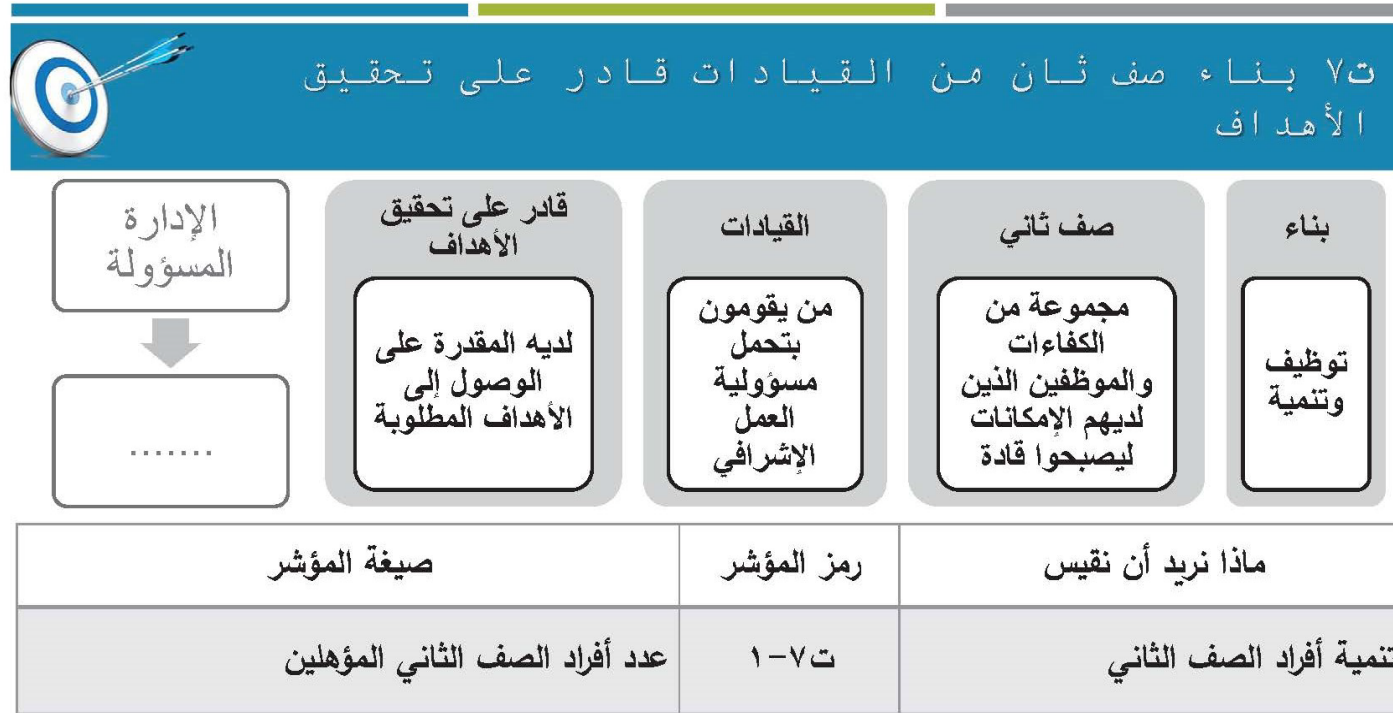 ت٧ بناء صف ثان من القيادات قادر على تحقيق
الأهداف
بناء
توظيف
وتنمية
صف ثاني
مجموعة من
الكفاءات
والموظفين الذين
لديهم الإمكانات
ليصبحوا قادة
القيادات
من يقومون
بتحمل
مسؤولية
العمل
الإشرافي
قادر على تحقيق
الأهداف
لديه المقدرة على
الوصول إلى
الأهداف المطلوبة
الإدارة
المسؤولة
.......
ماذا نريد أن نقيس
رمز المؤشر
صيغة المؤشر
تنمية أفراد الصف الثاني
ت٧-١
عدد أفراد الصف الثاني المؤهلين